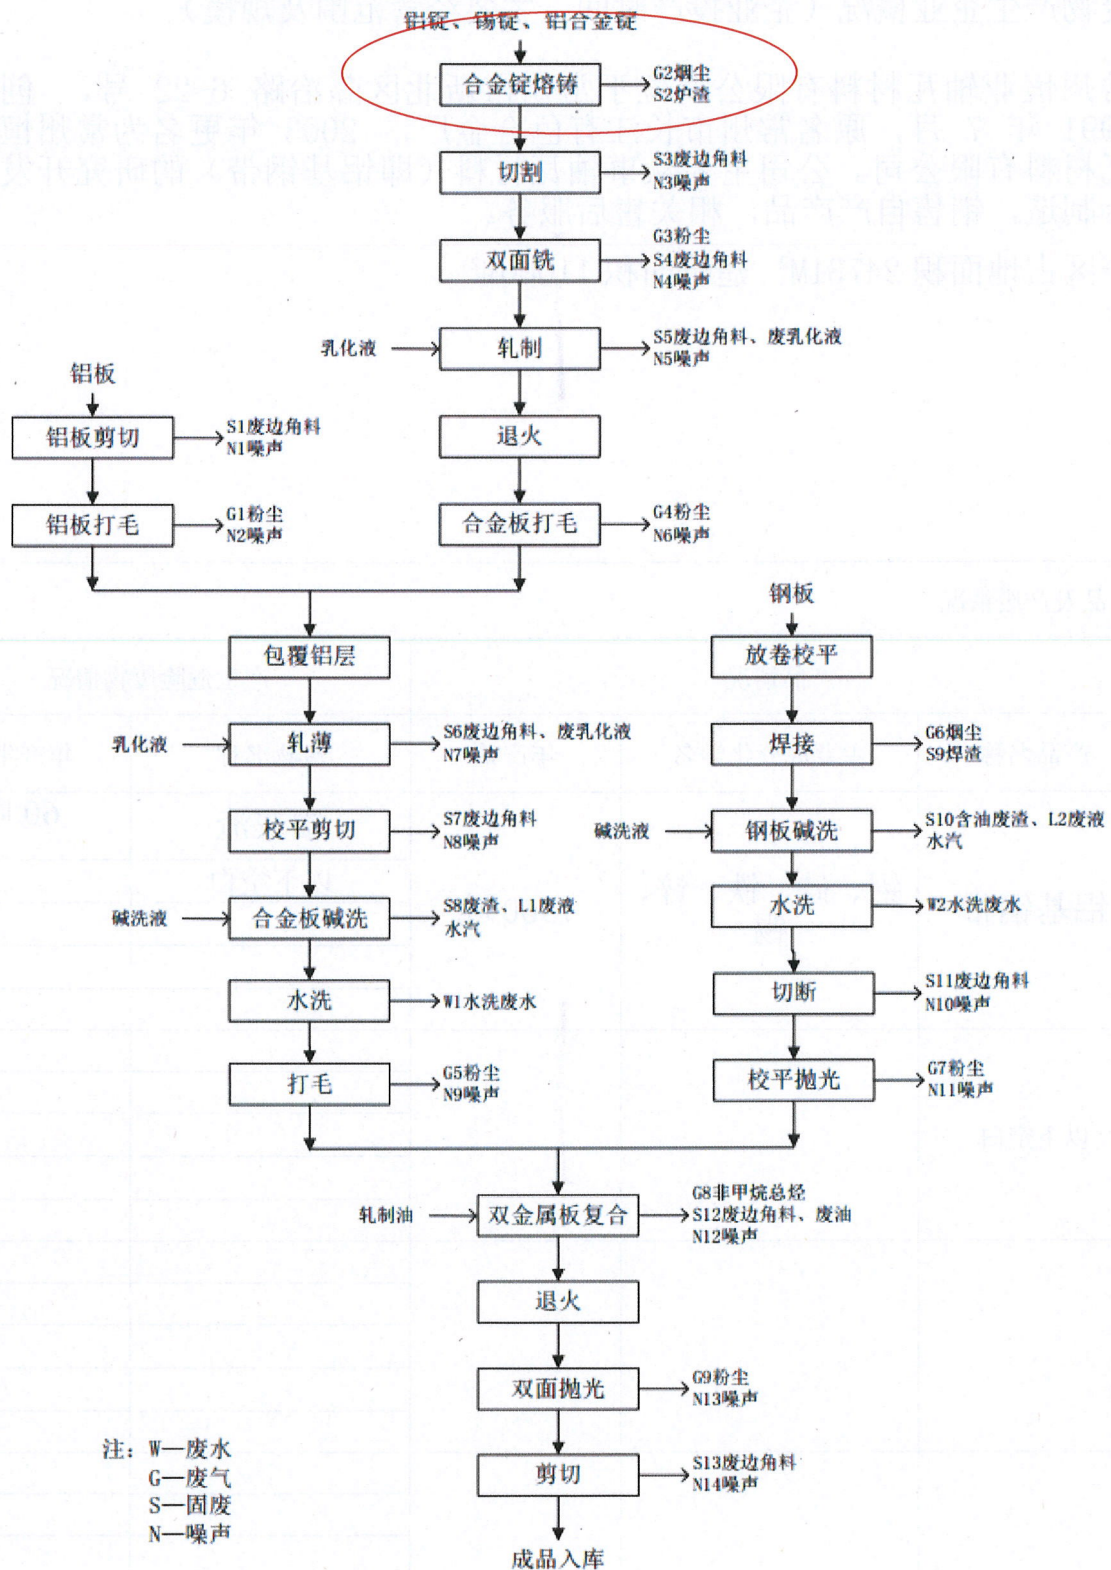 铝锭、锡锭、铝合金锭
合金锭熔铸
G2烟尘
S2炉渣
切割
S3废边角料
N3噪声
双面铣
G3粉尘
S4废边角料
N4噪声
乳化液
轧制
S5废边角料、废乳化液
N5噪声
铝板
铝板剪切
S1废边角料
N1噪声
退火
铝板打毛
G1粉尘
N2噪声
合金板打毛
G4粉尘
N6噪声
钢板
包覆铝层
放卷校平
乳化液
轧薄
S6废边角料、废乳化液
N7噪声
焊接
G6烟尘
S9焊渣
校平剪切
S7废边角料
N8噪声
碱洗液
钢板碱洗
S10含油废渣、L2废液
水汽
碱洗液
合金板碱洗
S8废渣、L1废液
水汽
水洗
W2水洗废水
水洗
W1水洗废水
切断
S11废边角料
N10噪声
打毛
G5粉尘
N9噪声
校平抛光
G7粉尘
N11噪声
轧制油
双金属板复合
G8非甲烷总烃
S12废边角料、废油
N12噪声
退火
双面抛光
G9粉尘
N13噪声
剪切
S13废边角料
N14噪声
成品入库
注：W—废水
G—废气
S—固废
N—噪声